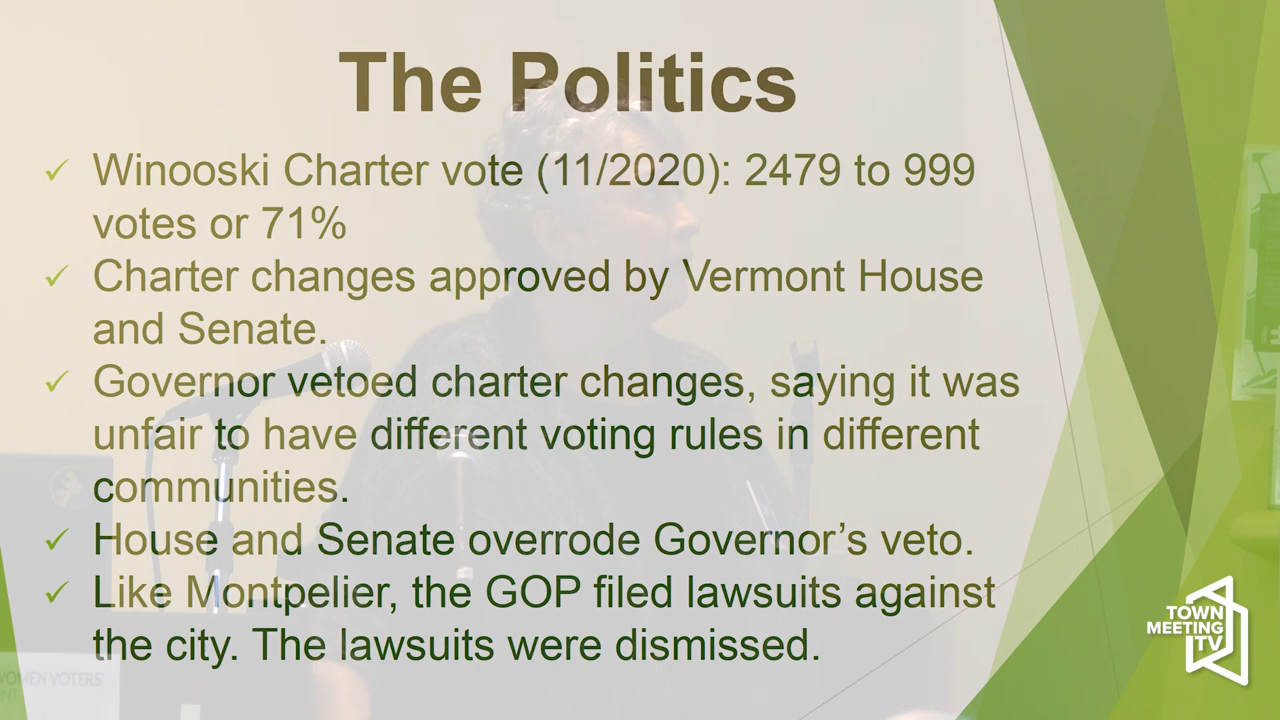 The Politics
✓ Winooski Charter vote (11/2020): 2479 to 999
votes or 71%
✓ Charter changes approved by Vermont House
and Senate.
✓ Governor vetoed charter changes, saying it was
unfair to have different voting rules in different
communities.
✓ House and Senate overrode Governor’s veto.
✓ Like Montpelier, the GOP filed lawsuits against
the city. The lawsuits were dismissed.
TOWN
MEETING
TV
VOTERS